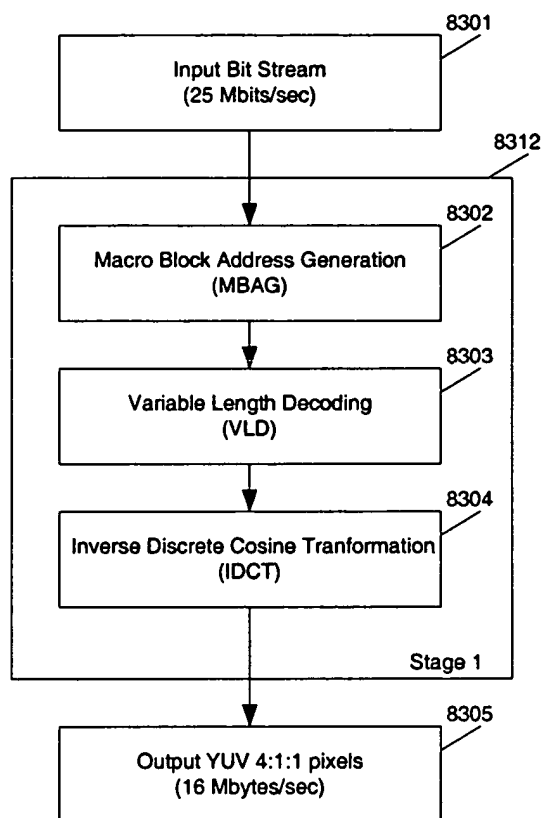 8301
Input Bit Stream
(25 Mbits/sec)
8312
8302
Macro Block Address Generation
(MBAG)
8303
Variable Length Decoding
(VLD)
8304
Inverse Discrete Cosine Tranformation
(IDCT)
Stage 1
8305
Output YUV 4:1:1 pixels
(16 Mbytes/sec)